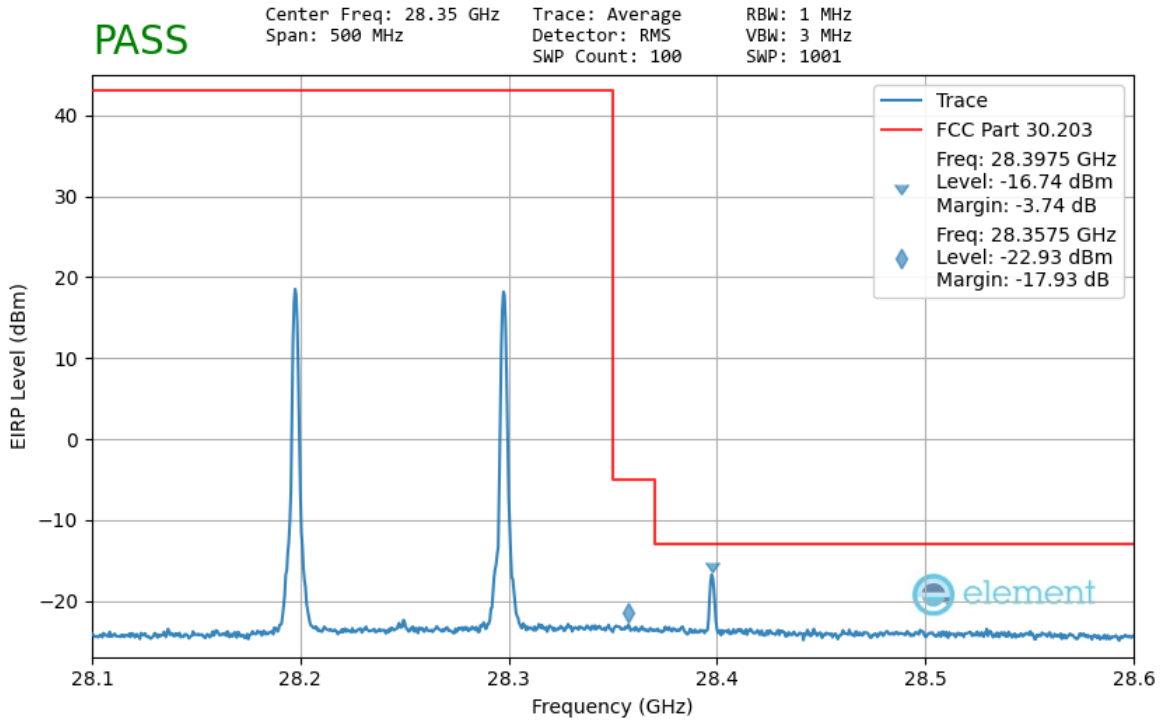 PASS
Center Freq: 28.35 GHz
Span: 500 MHz
Trace: Average
Detector: RMS
SWP Count: 100
RBW: 1 MHz
VBW: 3 MHz
SWP: 1001
Trace
FCC Part 30.203
Freq: 28.3975 GHz
Level: -16.74 dBm
Margin: -3.74 dB
Freq: 28.3575 GHz
Level: -22.93 dBm
Margin: -17.93 dB
EIRP Level (dBm)
40
30
20
10
0
−10
−20
element
28.1
28.2
28.3
28.4
28.5
28.6
Frequency (GHz)